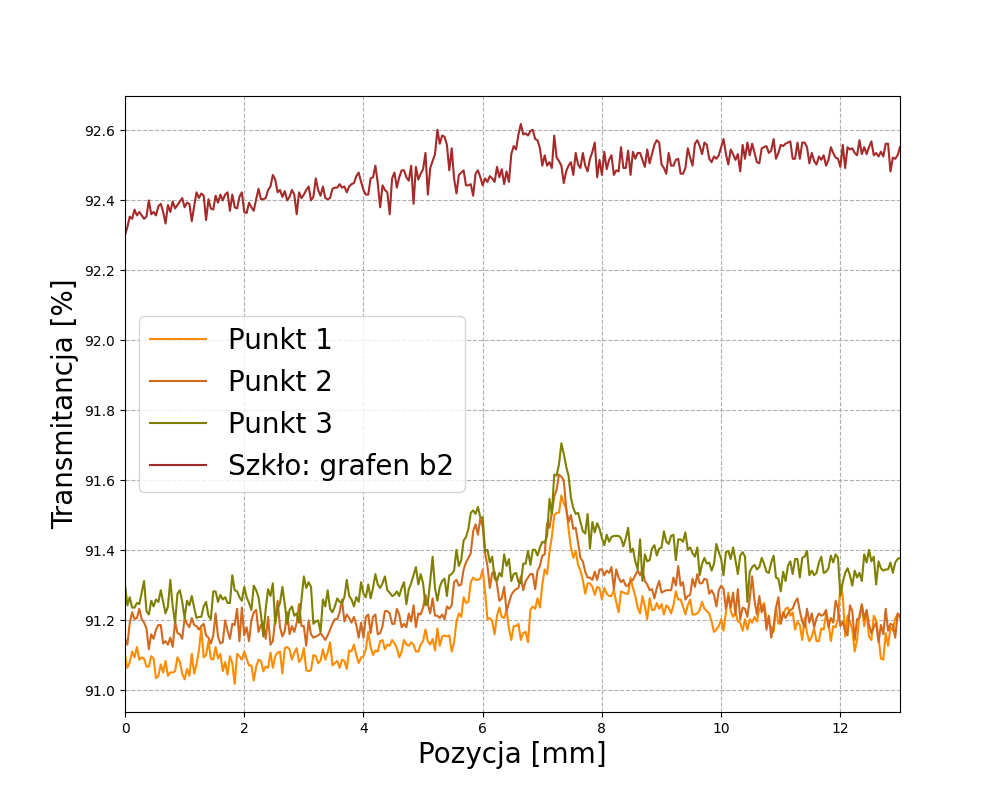 92.6
92.4
92.2
92.0
91.8
91.6
91.4
91.2
91.0
Transmitancja [%]
Punkt 1
Punkt 2
Punkt 3
Szkło: grafen b2
0 2 4 6 8 10 12
Pozycja [mm]